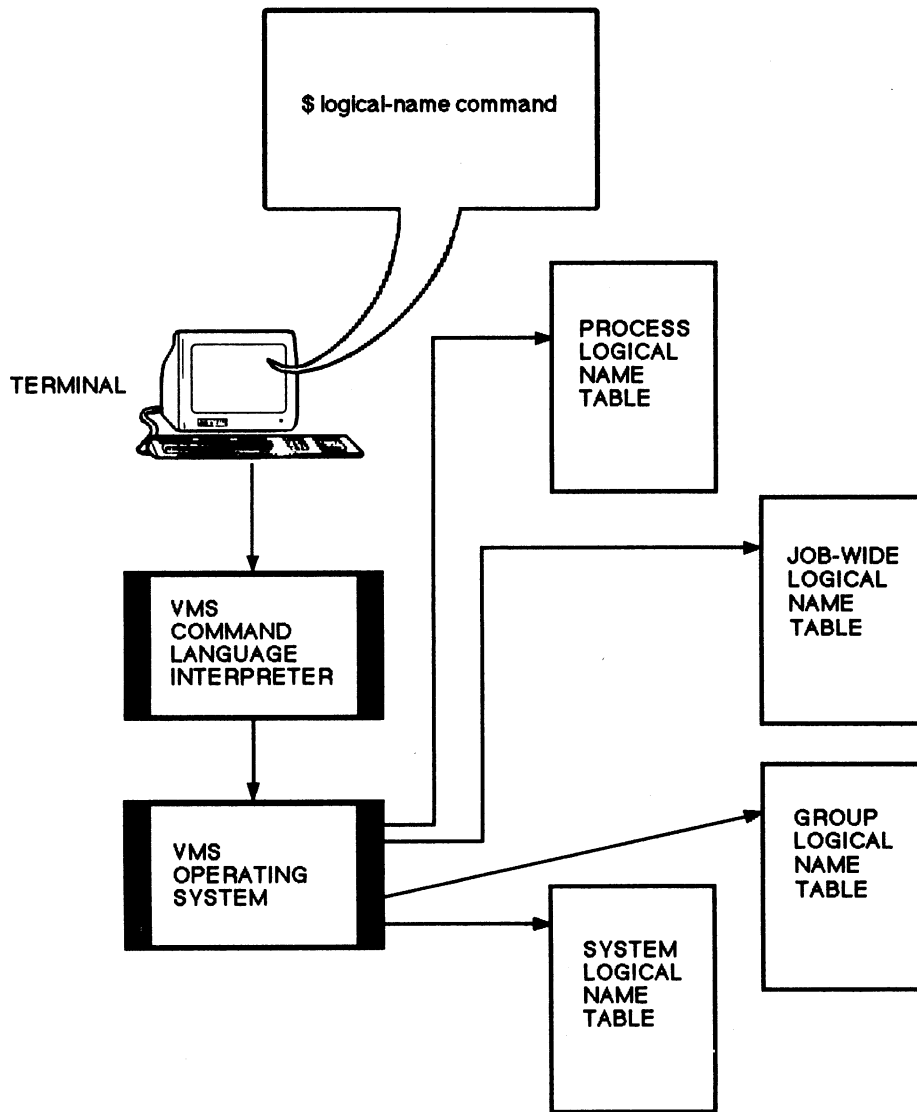 $ logical-name command
PROCESS
LOGICAL
NAME
TABLE
TERMINAL
JOB-WIDE
LOGICAL
NAME
TABLE
VMS
COMMAND
LANGUAGE
INTERPRETER
GROUP
LOGICAL
NAME
TABLE
VMS
OPERATING
SYSTEM
SYSTEM
LOGICAL
NAME
TABLE